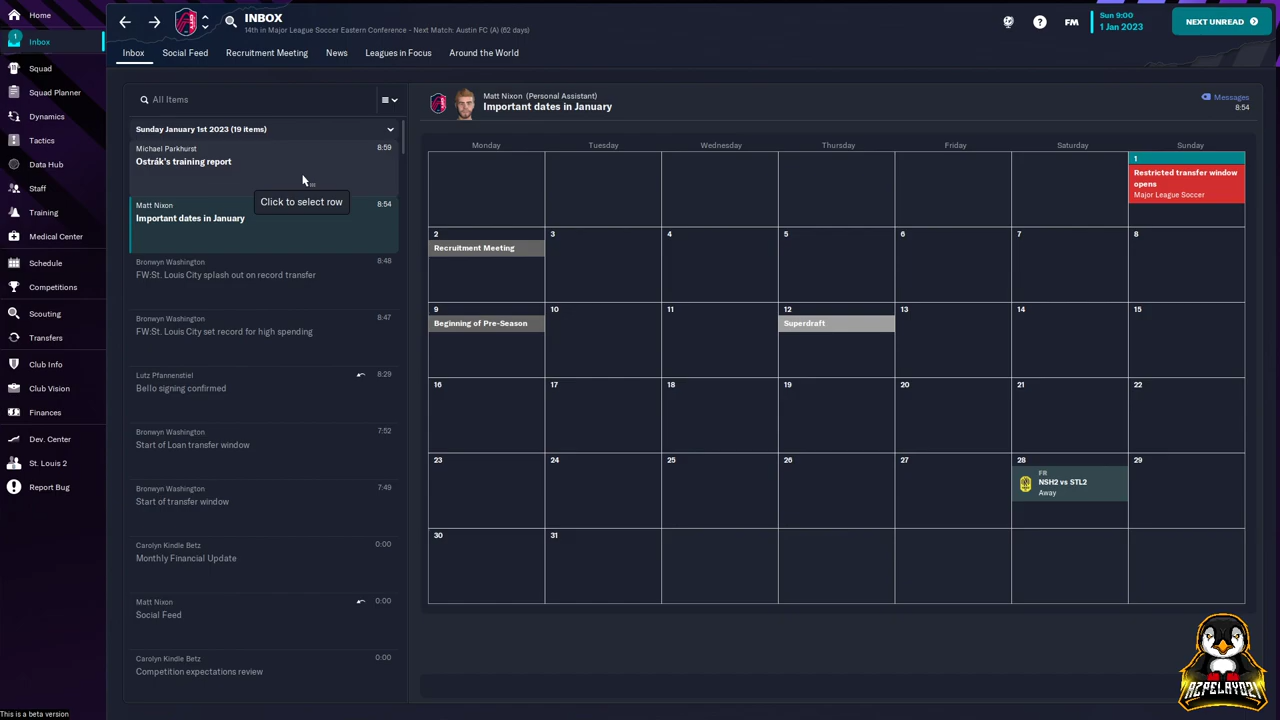 Home
1
Inbox
Squad
Squad Planner
Dynamics
Tactics
Data Hub
Staff
Training
Medical Center
Schedule
Competitions
Scouting
Transfers
Club Info
Club Vision
Finances
Dev. Center
St. Louis 2
Report Bug
This is a beta version
INBOX
14th in Major League Soccer Eastern Conference - Next Match: Austin FC (A) (62 days)
FM
Sun 9:00
1 Jan 2023
NEXT UNREAD
Inbox
Social Feed
Recruitment Meeting
News
Leagues in Focus
Around the World
All Items
Sunday January 1st 2023 (19 items)
Michael Parkhurst
8:59
Ostrák's training report
Click to select row
Matt Nixon
8:54
Important dates in January
Bronwyn Washington
8:48
FW:St. Louis City splash out on record transfer
Bronwyn Washington
8:47
FW:St. Louis City set record for high spending
Lutz Pfannenstiel
8:29
Bello signing confirmed
Bronwyn Washington
7:52
Start of Loan transfer window
Bronwyn Washington
7:49
Start of transfer window
Carolyn Kindie Betz
0:00
Monthly Financial Update
Matt Nixon
0:00
Social Feed
Carolyn Kindle Betz
0:00
Competition expectations review
Matt Nixon (Personal Assistant)
Important dates in January
Messages
8:54
Monday Tuesday Wednesday Thursday Friday Saturday Sunday
1
Restricted transfer window
opens
Major League Soccer
2 3 4 5 6 7 8
Recruitment Meeting
9 10 11 12 13 14 15
Beginning of Pre-Season
Superdraft
16 17 18 19 20 21 22
23 24 25 26 27 28 29
FR
NSH2 vs STL2
Away
30 31
AZPELAYO21